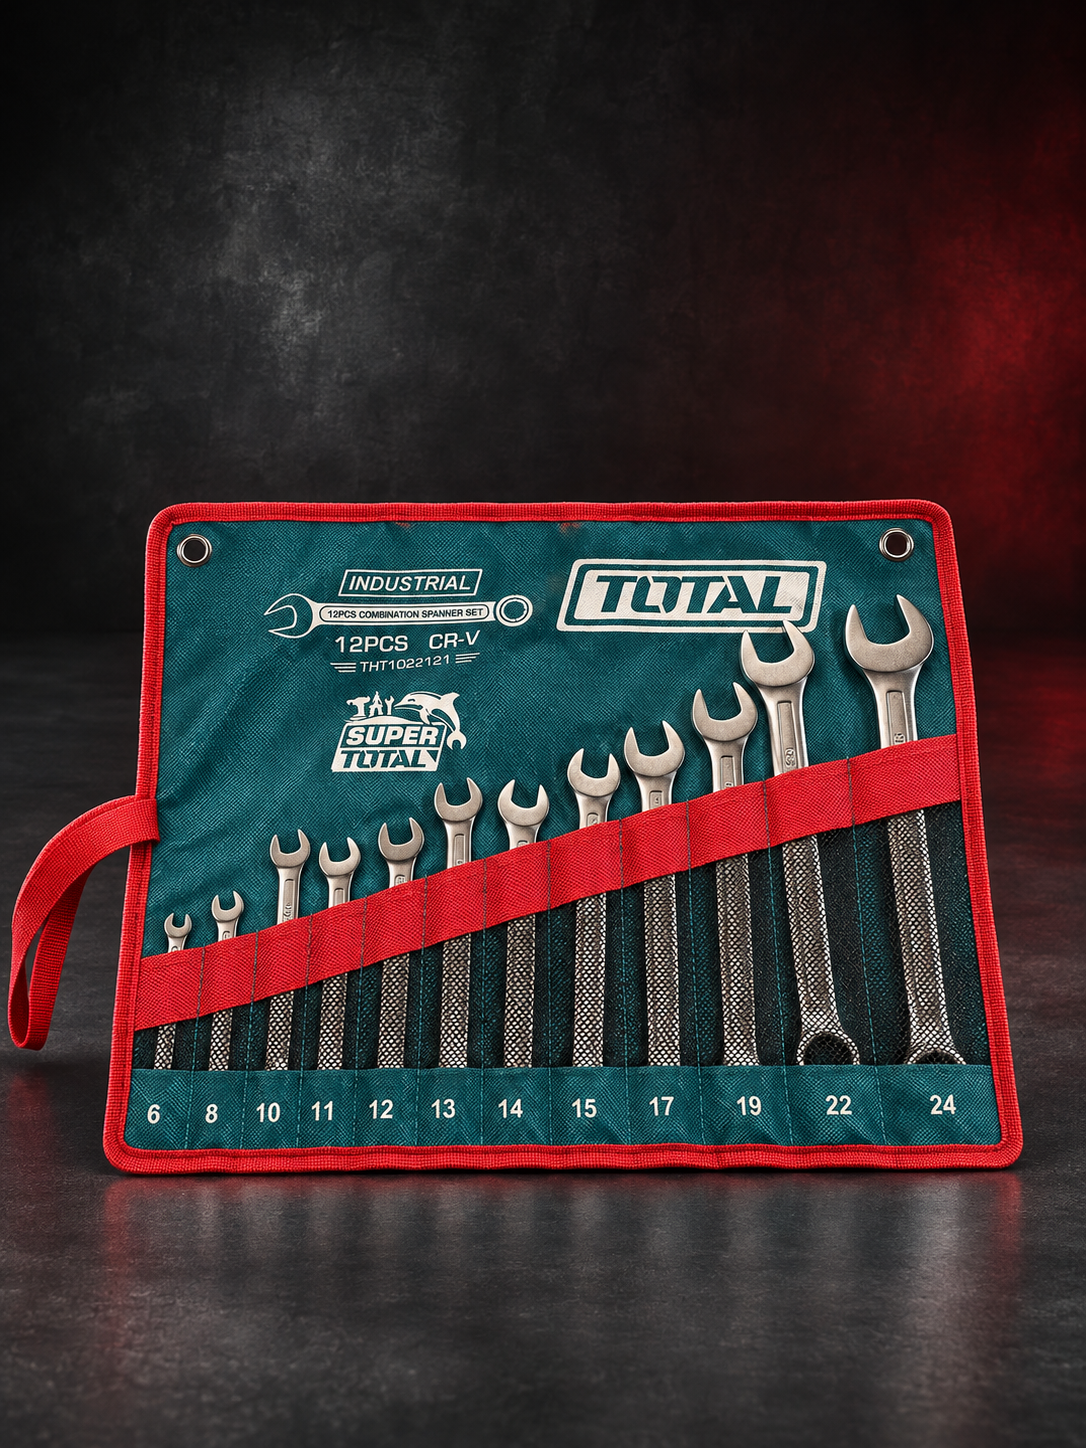 INDUSTRIAL
12PCS COMBINATION SPANNER SET
12PCS CR-V
THT1022121
TOTAL
SUPER
TOTAL
6 8 10 11 12 13 14 15 17 19 22 24